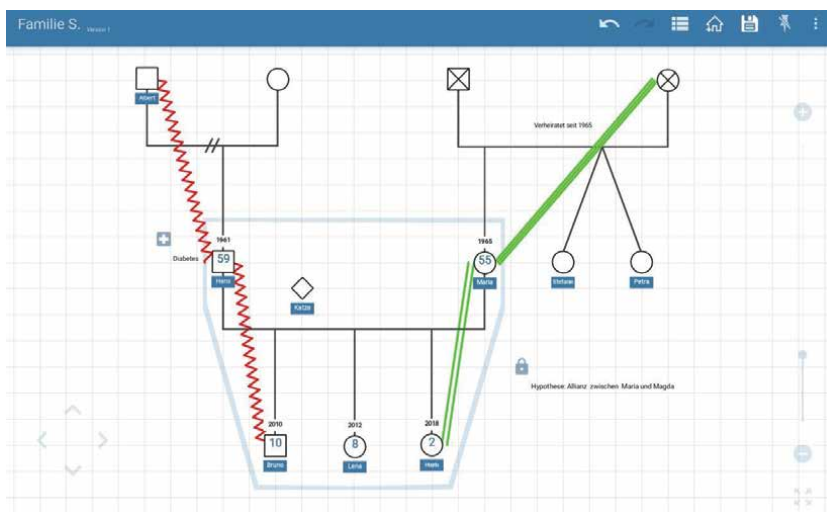 Familie S. Version 1
Albert
Verheiratet seit 1965
1961
1965
Diabetes
59
55
Hans
Maria
Stefanie
Petra
Katze
Hypothese: Allianz zwischen Maria und Magda
2010
2012
2018
10
8
2
Bruno
Lena